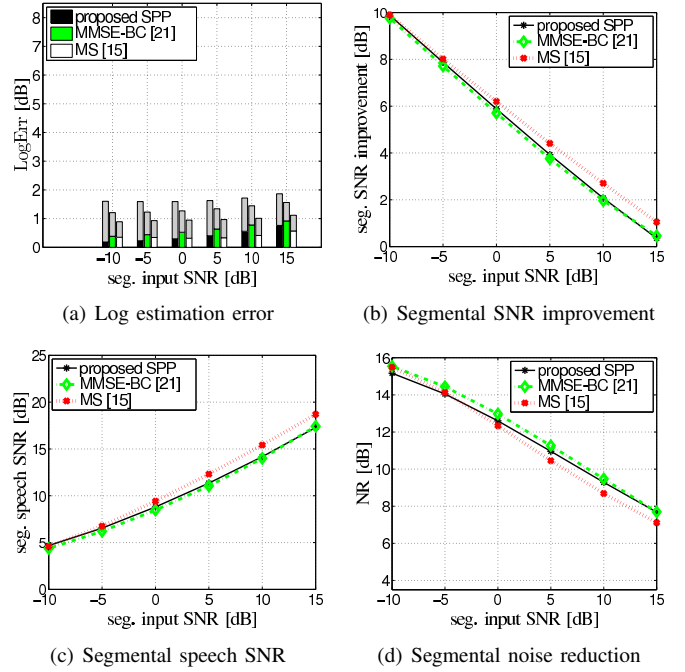 proposed SPP
MMSE-BC [21]
MS [15]
LogErr [dB]
8
7
6
5
4
3
2
1
0
−10 −5 0 5 10 15
seg. input SNR [dB]
(a) Log estimation error
proposed SPP
MMSE-BC [21]
MS [15]
seg. SNR improvement [dB]
10
8
6
4
2
0
−10 −5 0 5 10 15
seg. input SNR [dB]
(b) Segmental SNR improvement
proposed SPP
MMSE-BC [21]
MS [15]
seg. speech SNR [dB]
25
20
15
10
5
0
−10 −5 0 5 10 15
seg. input SNR [dB]
(c) Segmental speech SNR
proposed SPP
MMSE-BC [21]
MS [15]
NR [dB]
16
14
12
10
8
6
4
−10 −5 0 5 10 15
seg. input SNR [dB]
(d) Segmental noise reduction